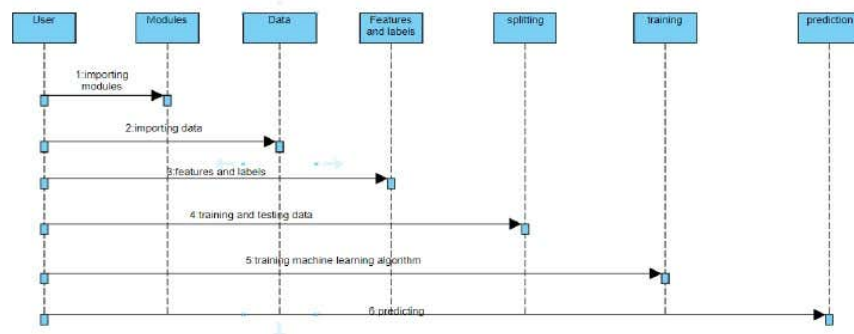 User
Modules
Data
Features
and labels
splitting
training
prediction
1:importing
modules
2:importing data
3:features and labels
4 training and testing data
5:training machine learning algorithm
6:predicting